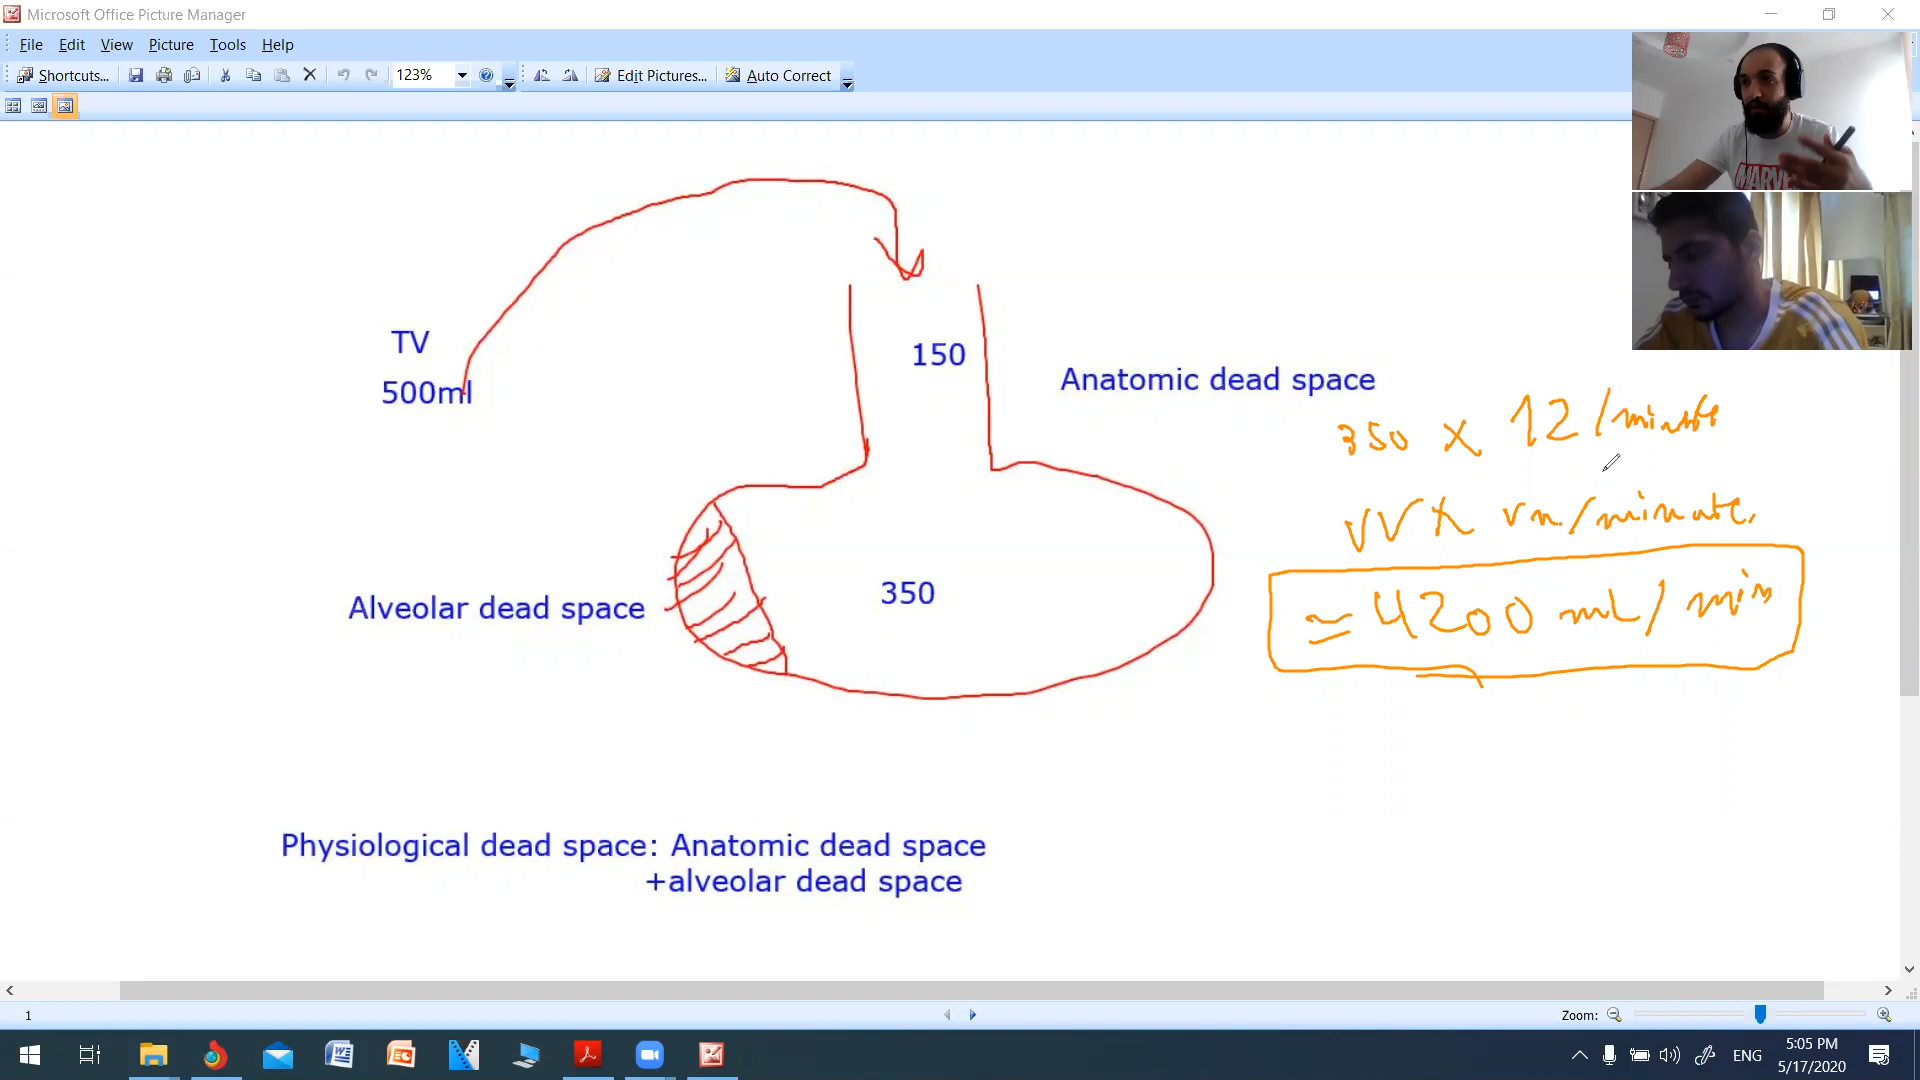 Microsoft Office Picture Manager
File Edit View Picture Tools Help
Shortcuts... 123% Edit Pictures... Auto Correct
MARVEL
TV
500ml
150
Anatomic dead space
350 x 12 /minute
/minute.
Alveolar dead space
350
≃ 4200 mL/min
Physiological dead space: Anatomic dead space
+alveolar dead space
1
Zoom:
ENG
5:05 PM
5/17/2020